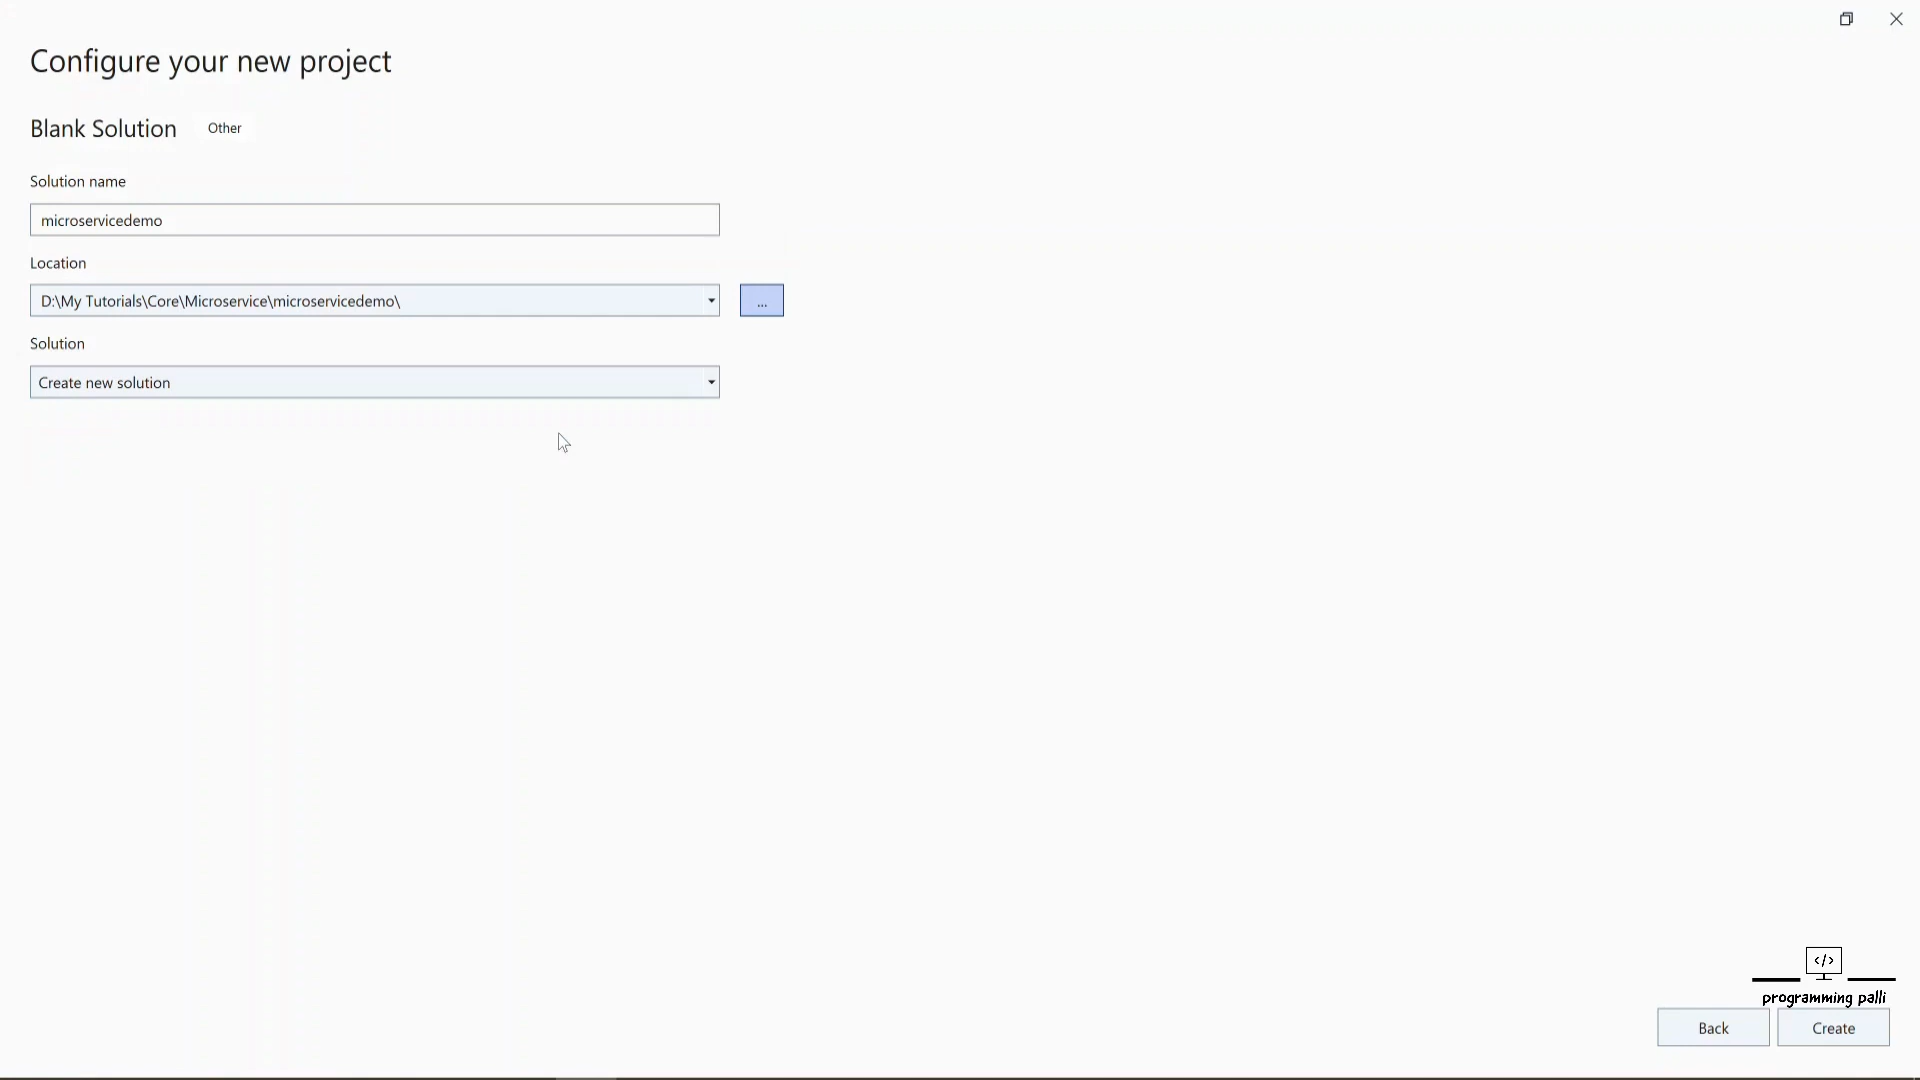 Configure your new project
Blank Solution Other
Solution name
microservicedemo
Location
D:\My Tutorials\Core\Microservice\microservicedemo\
...
Solution
Create new solution
</>
programming palli
Back Create